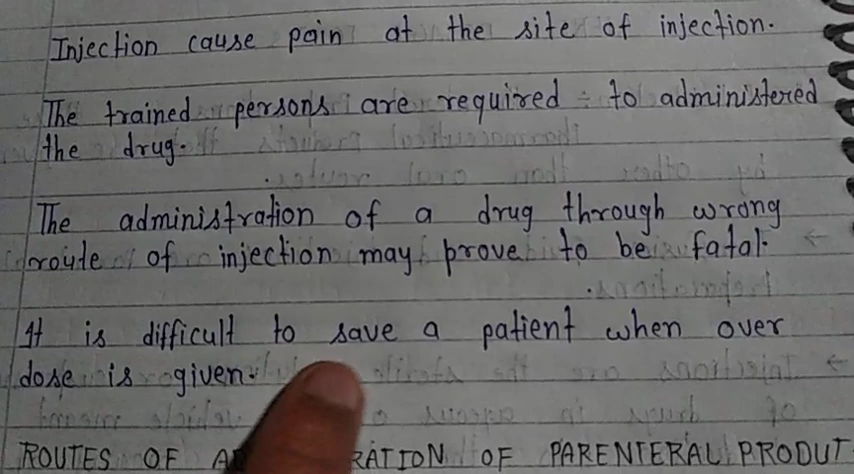 Injection cause pain at the site of injection.
The trained persons are required to administered
the drug.
The administration of a drug through wrong
route of injection may prove to be fatal.
It is difficult to save a patient when over
dose is given.
ROUTES OF OF PARENTERAL PRODUT